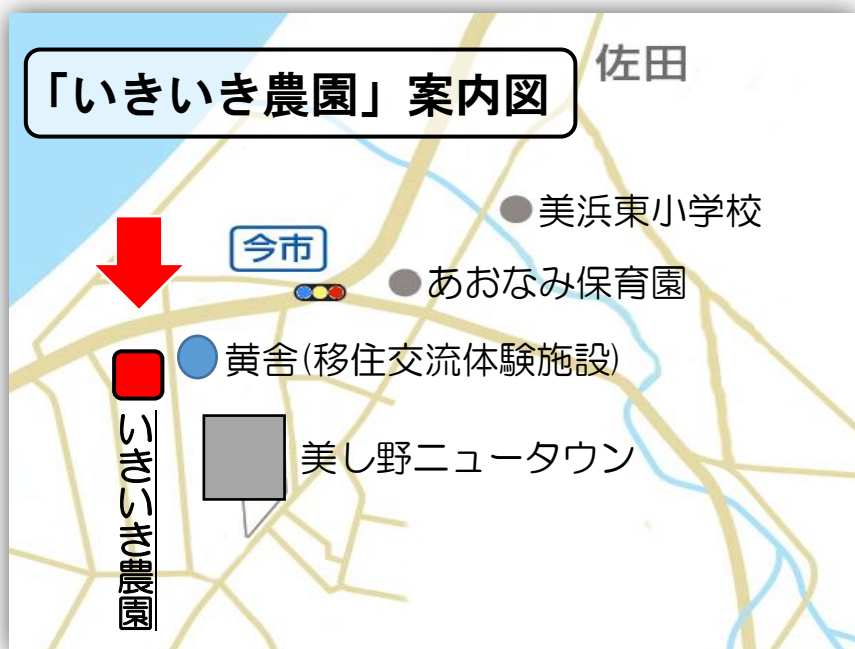 「いきいき農園」案内図
佐田
美浜東小学校
今市
あおなみ保育園
黄舎(移住交流体験施設)
美し野ニュータウン
いきいき農園